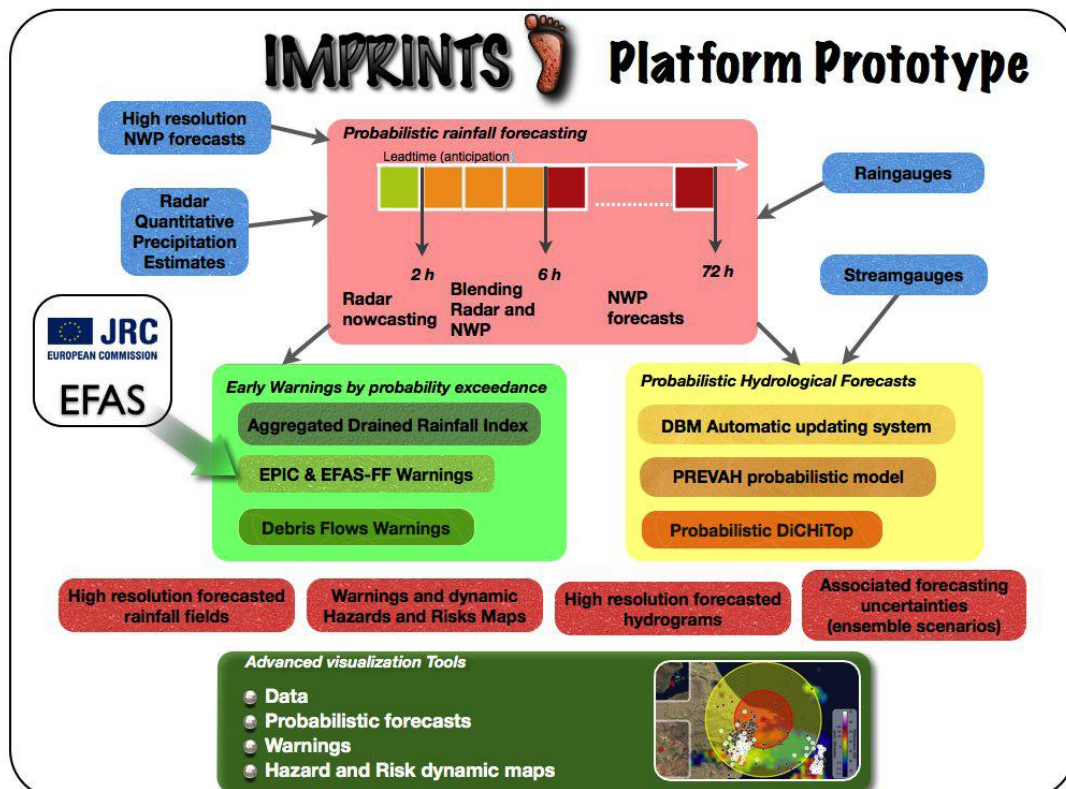 IMPRINTS Platform Prototype
High resolution
NWP forecasts
Radar
Quantitative
Precipitation
Estimates
Probabilistic rainfall forecasting
Leadtime (anticipation)
2 h
6 h
72 h
Radar
nowcasting
Blending
Radar and
NWP
NWP
forecasts
Raingauges
Streamgauges
JRC
EUROPEAN COMMISSION
EFAS
Early Warnings by probability exceedance
Aggregated Drained Rainfall Index
EPIC & EFAS-FF Warnings
Debris Flows Warnings
Probabilistic Hydrological Forecasts
DBM Automatic updating system
PREVAH probabilistic model
Probabilistic DiCHiTop
High resolution forecasted
rainfall fields
Warnings and dynamic
Hazards and Risks Maps
High resolution forecasted
hydrograms
Associated forecasting
uncertainties
(ensemble scenarios)
Advanced visualization Tools
Data
Probabilistic forecasts
Warnings
Hazard and Risk dynamic maps